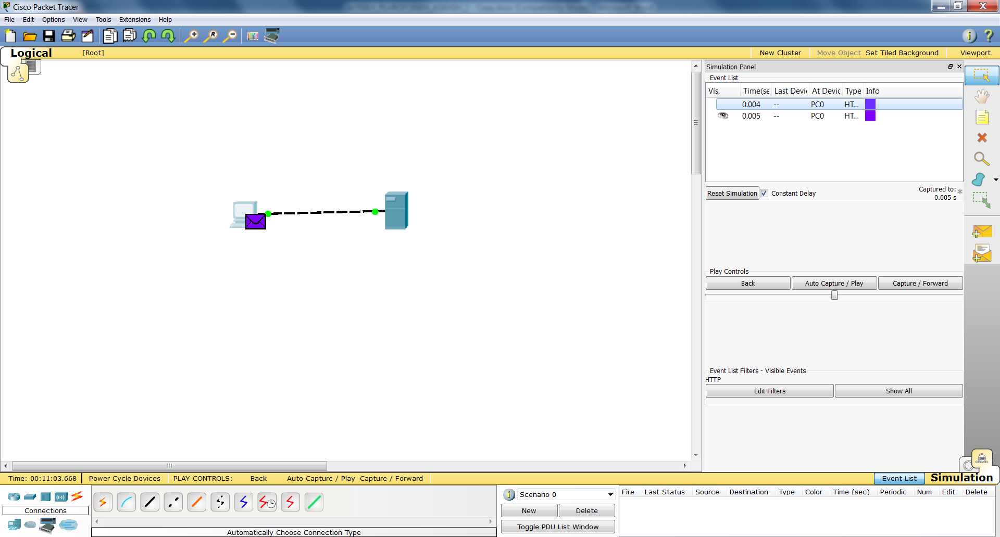 Cisco Packet Tracer
File Edit Options View Tools Extensions Help
Logical [Root] New Cluster Move Object Set Tiled Background Viewport
Simulation Panel
Event List
Vis. Time(se Last Devi At Devic Type Info
0.004 -- PC0 HT...
0.005 -- PC0 HT...
Reset Simulation Constant Delay Captured to: *
0.005 s
Play Controls
Back Auto Capture / Play Capture / Forward
Event List Filters - Visible Events
HTTP
Edit Filters Show All
Time: 00:11:03.668 Power Cycle Devices PLAY CONTROLS: Back Auto Capture / Play Capture / Forward Event List Simulation
Connections
Automatically Choose Connection Type
Scenario 0
New Delete
Toggle PDU List Window
Fire Last Status Source Destination Type Color Time (sec) Periodic Num Edit Delete